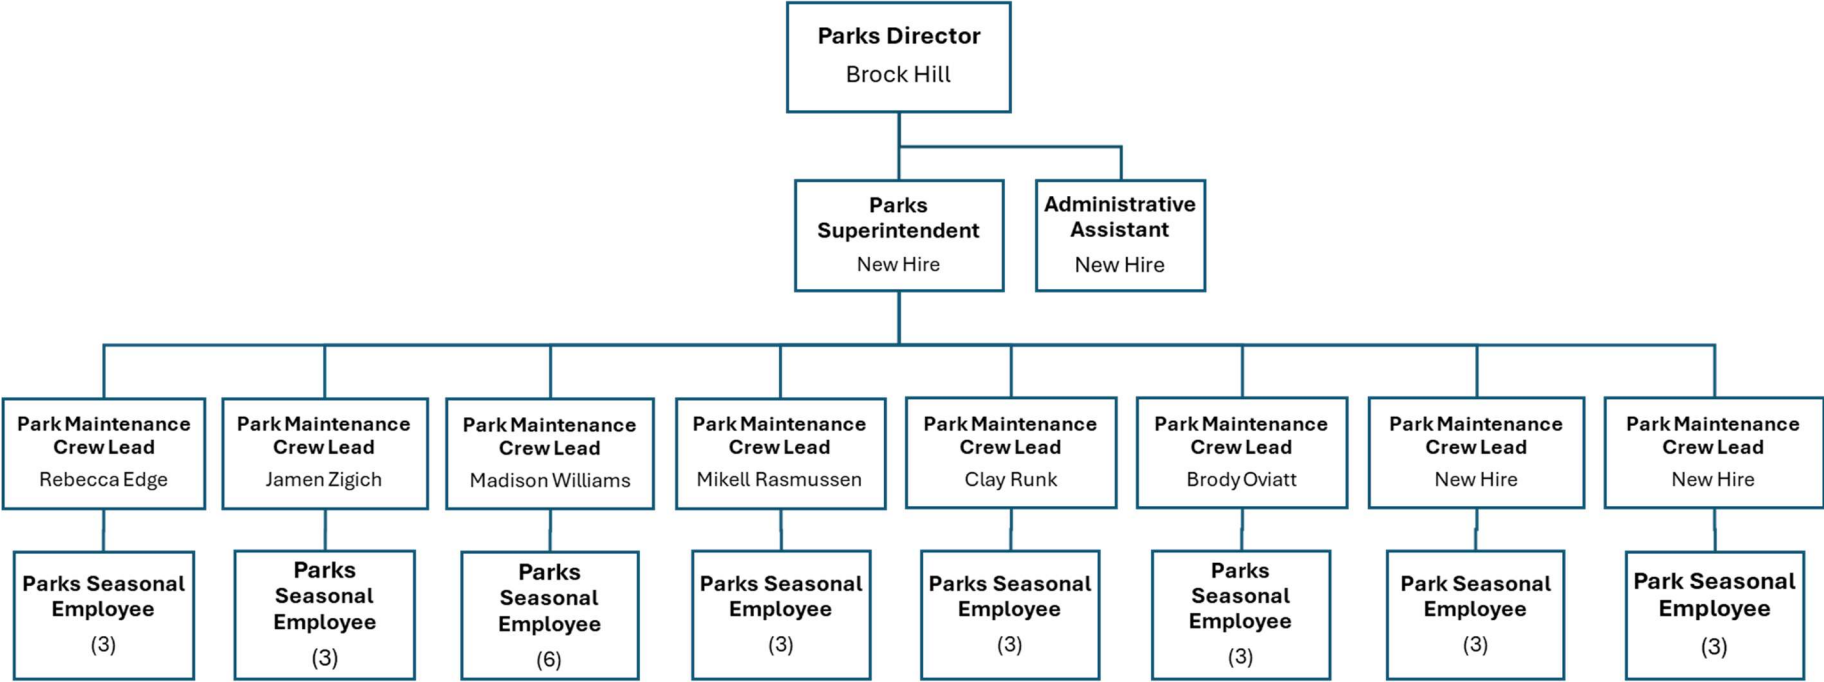 Parks Director
Brock Hill
Parks
Superintendent
New Hire
Administrative
Assistant
New Hire
Park Maintenance
Crew Lead
Rebecca Edge
Park Maintenance
Crew Lead
Jamen Zigich
Park Maintenance
Crew Lead
Madison Williams
Park Maintenance
Crew Lead
Mikell Rasmussen
Park Maintenance
Crew Lead
Clay Runk
Park Maintenance
Crew Lead
Brody Oviatt
Park Maintenance
Crew Lead
New Hire
Park Maintenance
Crew Lead
New Hire
Parks Seasonal
Employee
(3)
Parks
Seasonal
Employee
(3)
Parks
Seasonal
Employee
(6)
Parks Seasonal
Employee
(3)
Parks Seasonal
Employee
(3)
Parks
Seasonal
Employee
(3)
Park Seasonal
Employee
(3)
Park Seasonal
Employee
(3)